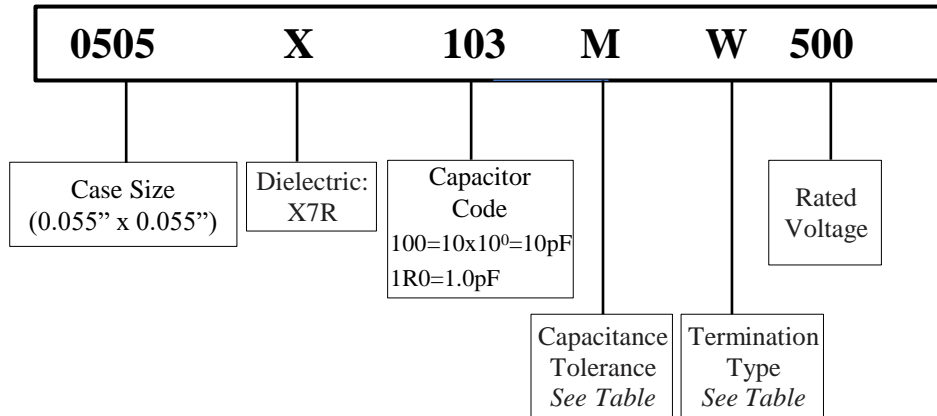 0505 X 103 M W 500
Case Size
(0.055” x 0.055”)
Dielectric:
X7R
Capacitor
Code
100=10x10⁰=10pF
1R0=1.0pF
Capacitance
Tolerance
See Table
Termination
Type
See Table
Rated
Voltage